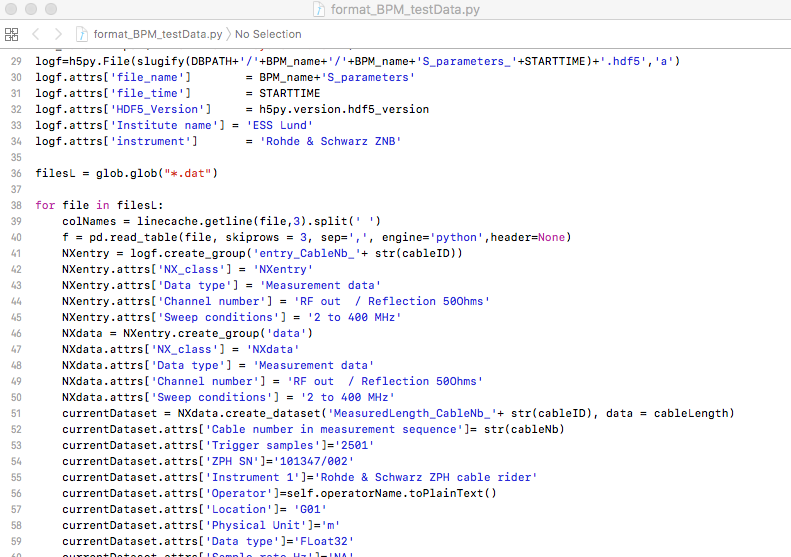 format_BPM_testData.py
format_BPM_testData.py No Selection
29 logf=h5py.File(slugify(DBPATH+'/'+BPM_name+'/'+BPM_name+'S_parameters_'+STARTTIME)+'.hdf5','a')
30 logf.attrs['file_name'] = BPM_name+'S_parameters'
31 logf.attrs['file_time'] = STARTTIME
32 logf.attrs['HDF5_Version'] = h5py.version.hdf5_version
33 logf.attrs['Institute name'] = 'ESS Lund'
34 logf.attrs['instrument'] = 'Rohde & Schwarz ZNB'
35
36 filesL = glob.glob("*.dat")
37
38 for file in filesL:
39 colNames = linecache.getline(file,3).split(' ')
40 f = pd.read_table(file, skiprows = 3, sep=',', engine='python',header=None)
41 NXentry = logf.create_group('entry_CableNb_'+ str(cableID))
42 NXentry.attrs['NX_class'] = 'NXentry'
43 NXentry.attrs['Data type'] = 'Measurement data'
44 NXentry.attrs['Channel number'] = 'RF out  / Reflection 50Ohms'
45 NXentry.attrs['Sweep conditions'] = '2 to 400 MHz'
46 NXdata = NXentry.create_group('data')
47 NXdata.attrs['NX_class'] = 'NXdata'
48 NXdata.attrs['Data type'] = 'Measurement data'
49 NXdata.attrs['Channel number'] = 'RF out  / Reflection 50Ohms'
50 NXdata.attrs['Sweep conditions'] = '2 to 400 MHz'
51 currentDataset = NXdata.create_dataset('MeasuredLength_CableNb_'+ str(cableID), data = cableLength)
52 currentDataset.attrs['Cable number in measurement sequence']= str(cableNb)
53 currentDataset.attrs['Trigger samples']='2501'
54 currentDataset.attrs['ZPH SN']='101347/002'
55 currentDataset.attrs['Instrument 1']='Rohde & Schwarz ZPH cable rider'
56 currentDataset.attrs['Operator']=self.operatorName.toPlainText()
57 currentDataset.attrs['Location']= 'G01'
58 currentDataset.attrs['Physical Unit']='m'
59 currentDataset.attrs['Data type']='FLoat32'
60 currentDataset.attrs['Sample rate Hz']='NA'